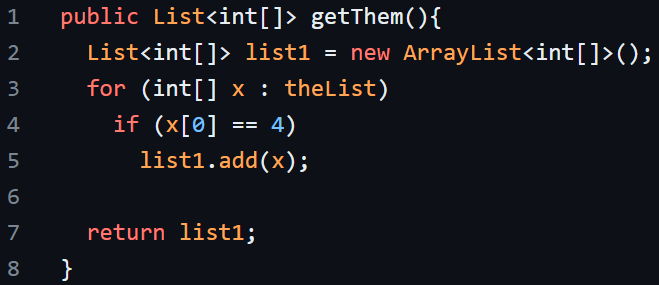 1 public List<int[]> getThem(){
2 List<int[]> list1 = new ArrayList<int[]>();
3 for (int[] x : theList)
4 if (x[0] == 4)
5 list1.add(x);
6
7 return list1;
8 }